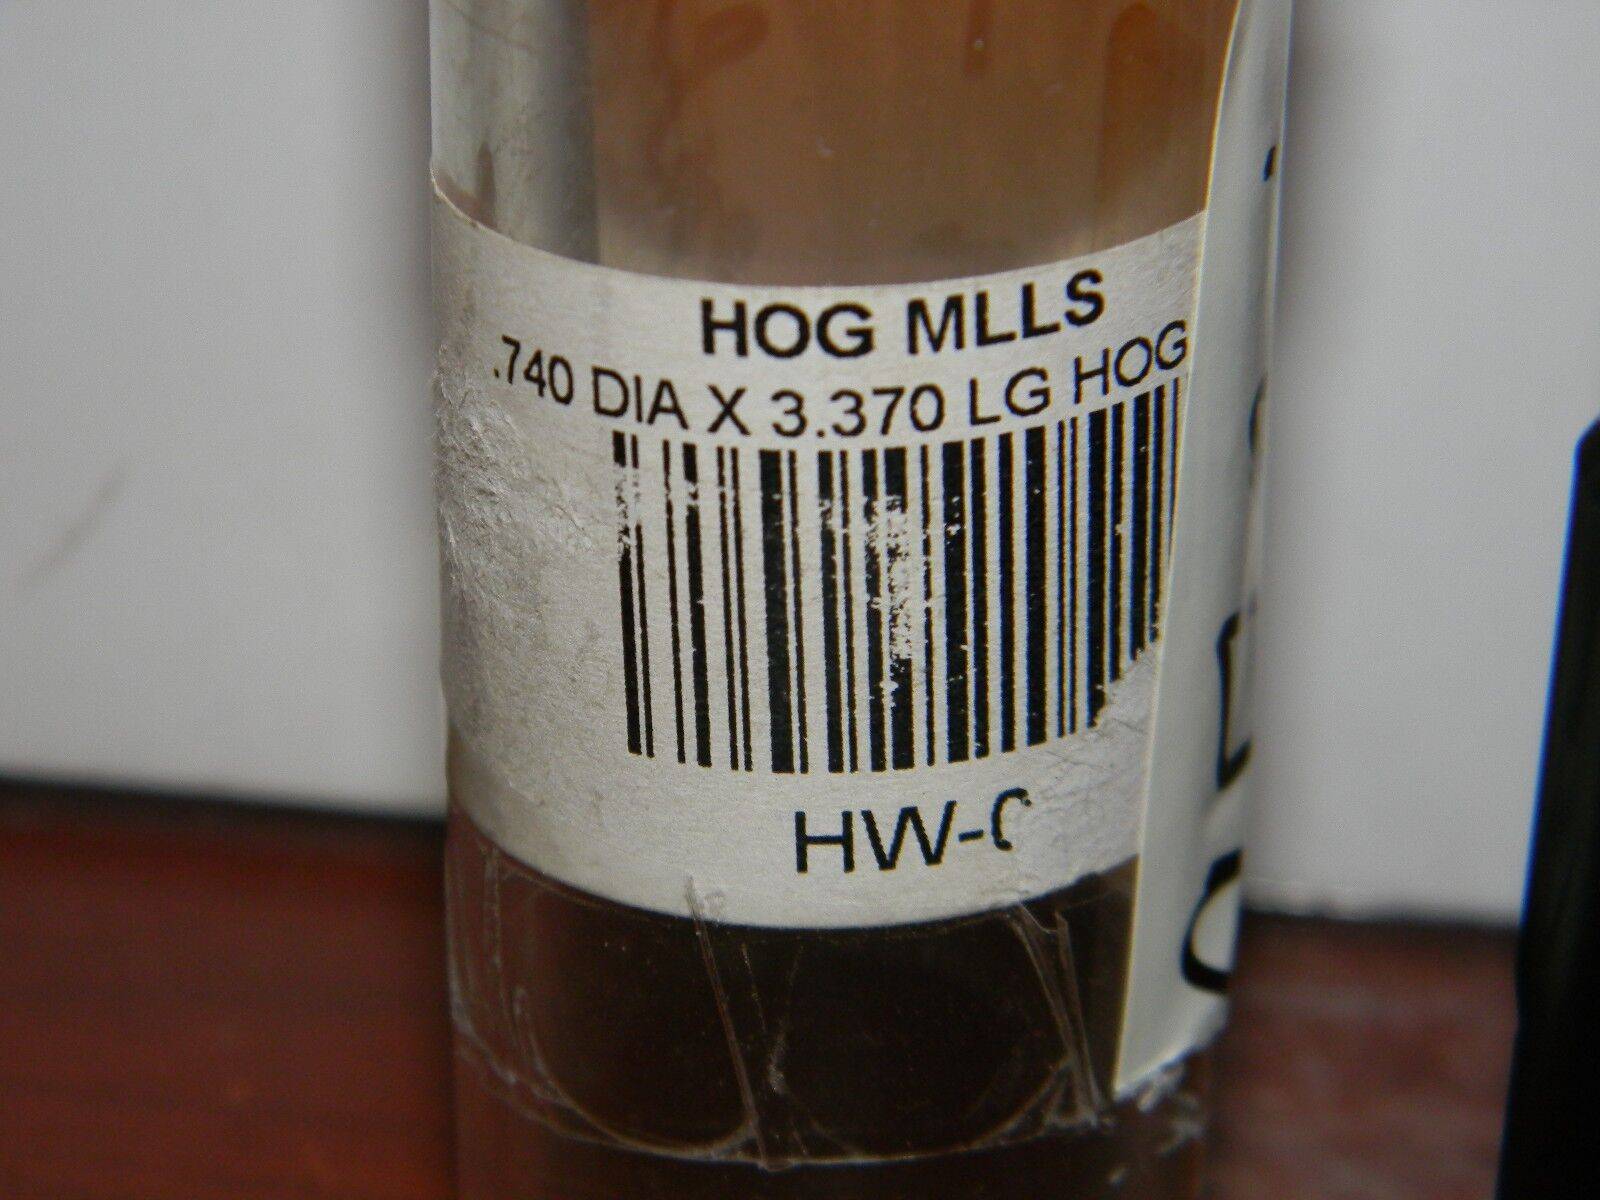 HOG MLLS
.740 DIA X 3.370 LG HOG
HW-